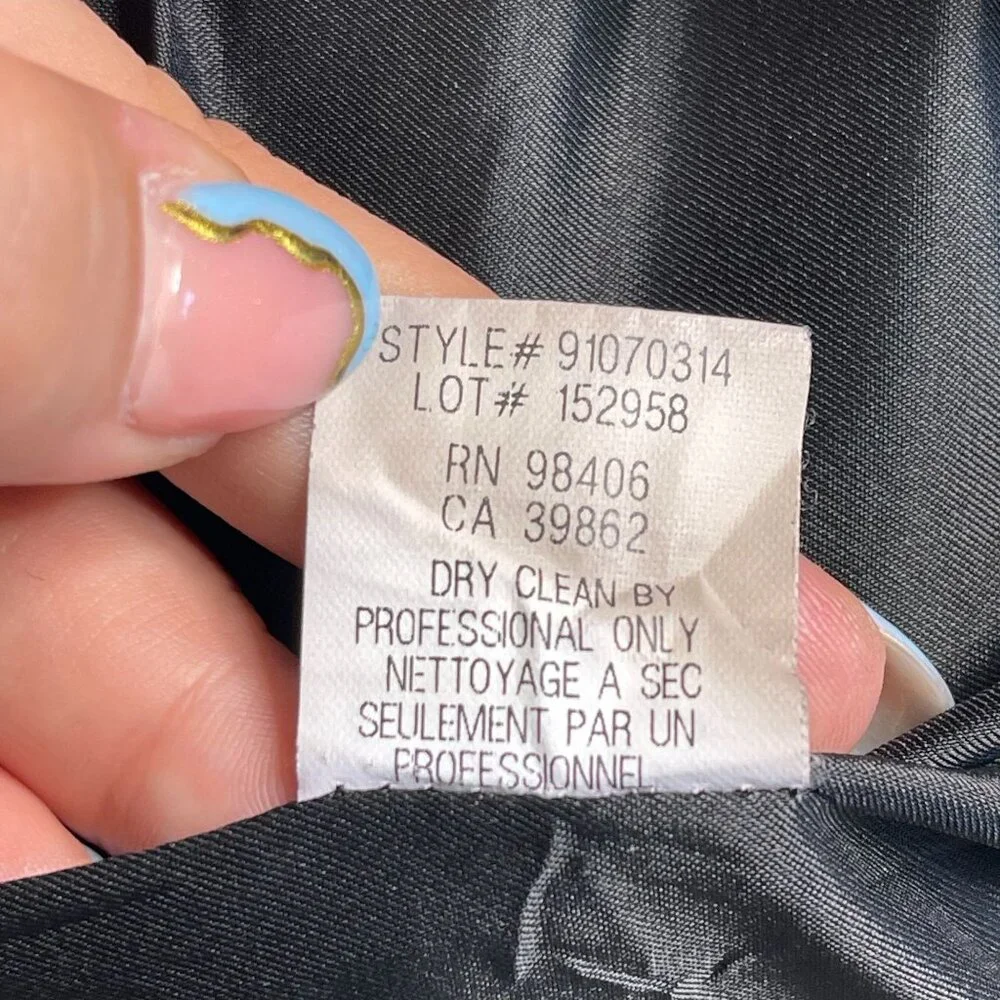 STYLE# 91070314
LOT# 152958
RN 98406
CA 39862
DRY CLEAN BY
PROFESSIONAL ONLY
NETTOYAGE A SEC
SEULEMENT PAR UN
PROFESSIONNEL